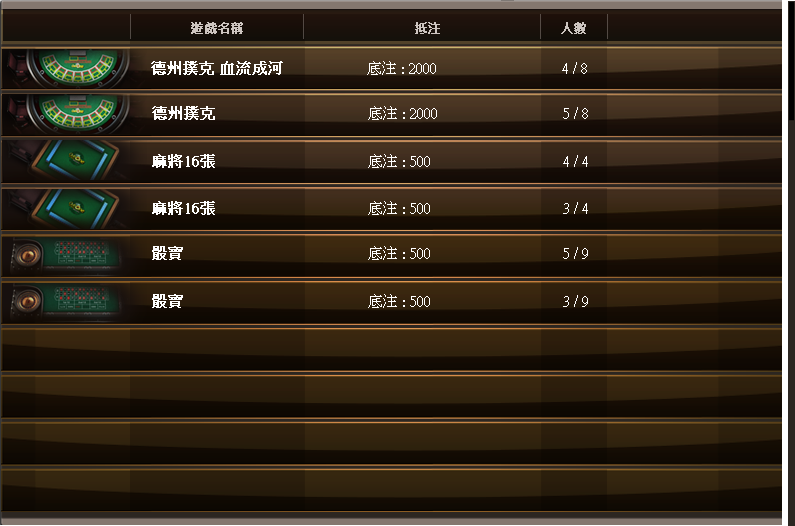 遊戲名稱 抵注 人數
德州撲克 血流成河 底注 : 2000 4 / 8
德州撲克 底注 : 2000 5 / 8
麻將16張 底注 : 500 4 / 4
麻將16張 底注 : 500 3 / 4
骰寶 底注 : 500 5 / 9
骰寶 底注 : 500 3 / 9